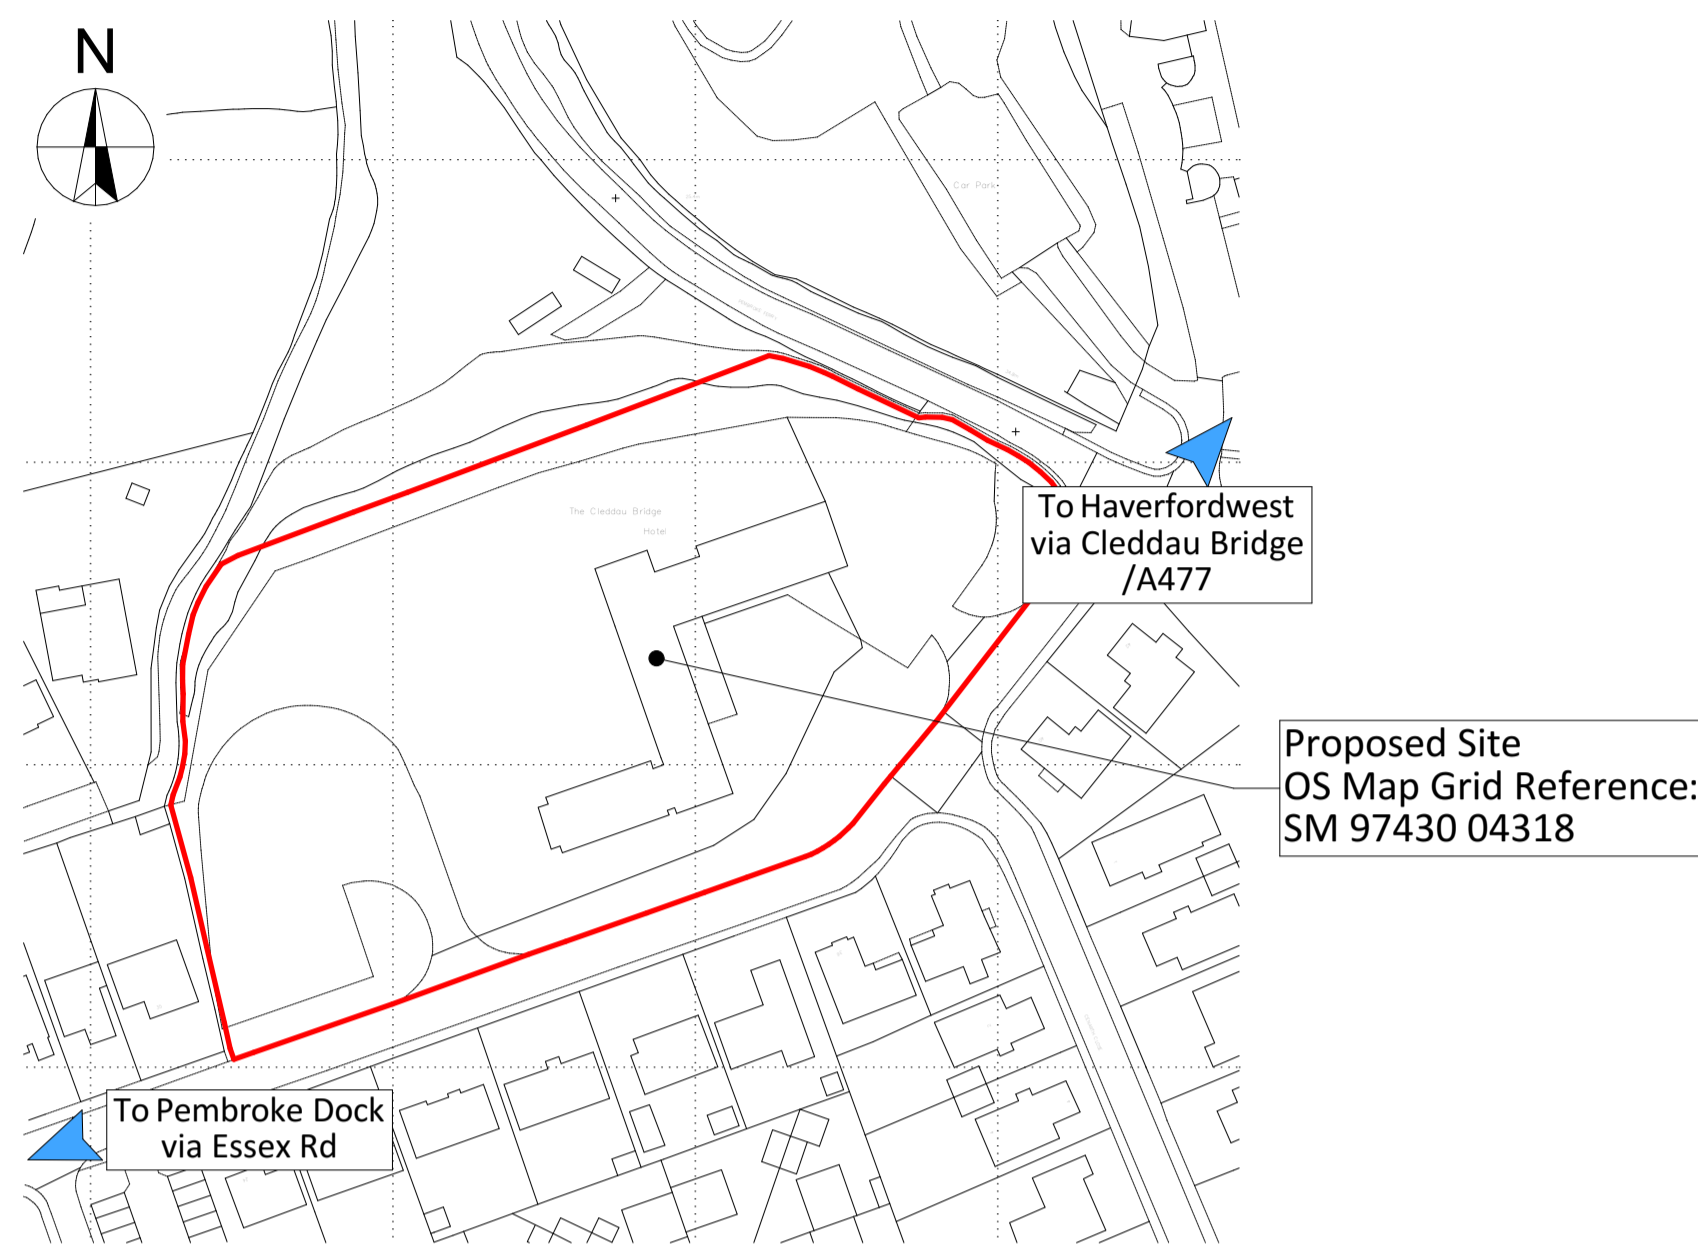 N
Car Park
The Cleddau Bridge
Hotel
To Haverfordwest
via Cleddau Bridge
/A477
Proposed Site
OS Map Grid Reference:
SM 97430 04318
To Pembroke Dock
via Essex Rd